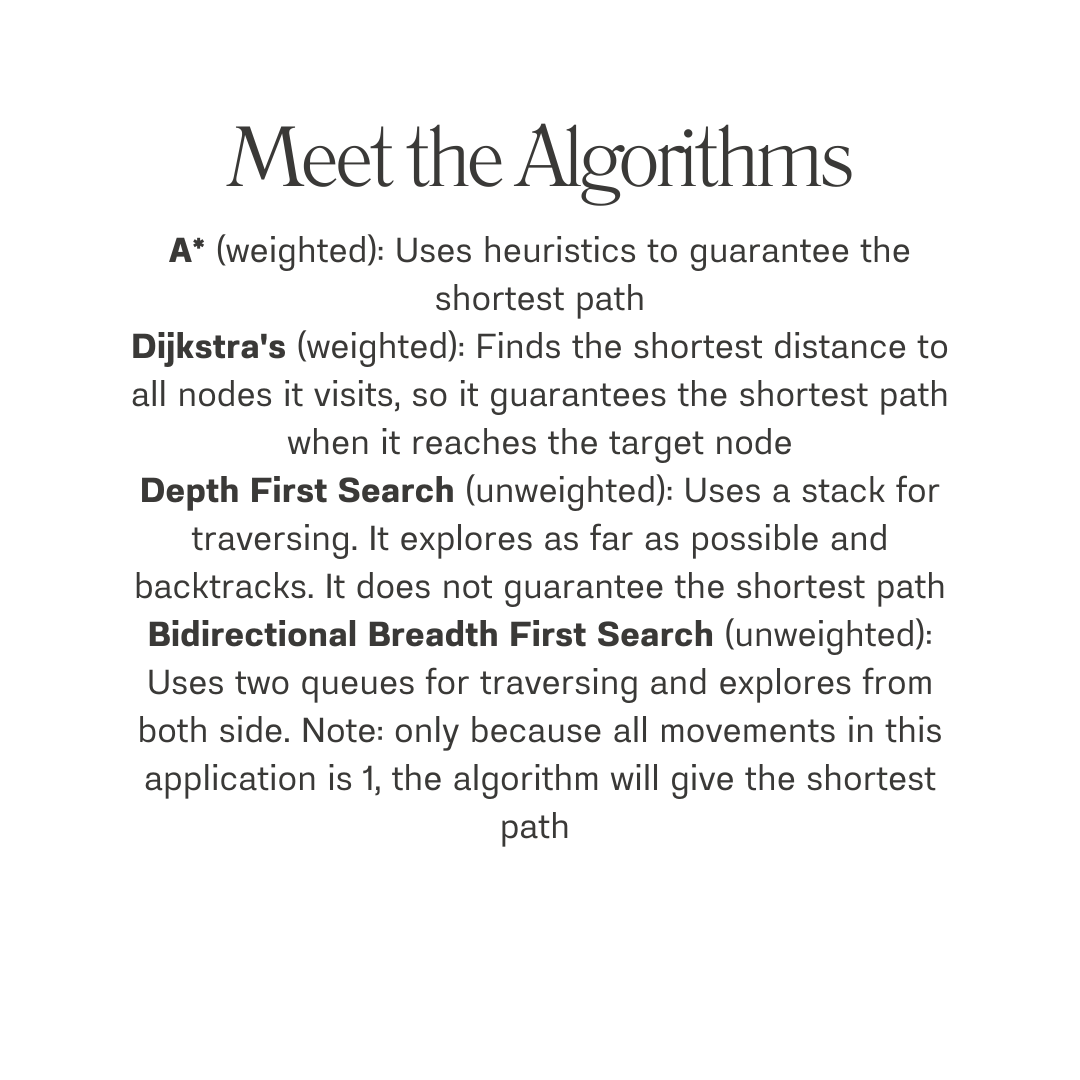 Meet the Algorithms
A* (weighted): Uses heuristics to guarantee the
shortest path
Dijkstra's (weighted): Finds the shortest distance to
all nodes it visits, so it guarantees the shortest path
when it reaches the target node
Depth First Search (unweighted): Uses a stack for
traversing. It explores as far as possible and
backtracks. It does not guarantee the shortest path
Bidirectional Breadth First Search (unweighted):
Uses two queues for traversing and explores from
both side. Note: only because all movements in this
application is 1, the algorithm will give the shortest
path